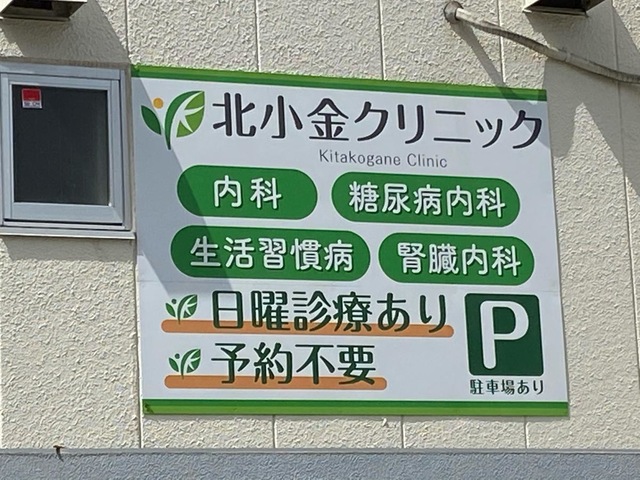 北小金クリニック
Kitakogane Clinic
内科 糖尿病内科
生活習慣病 腎臓内科
日曜診療あり
予約不要
P
駐車場あり